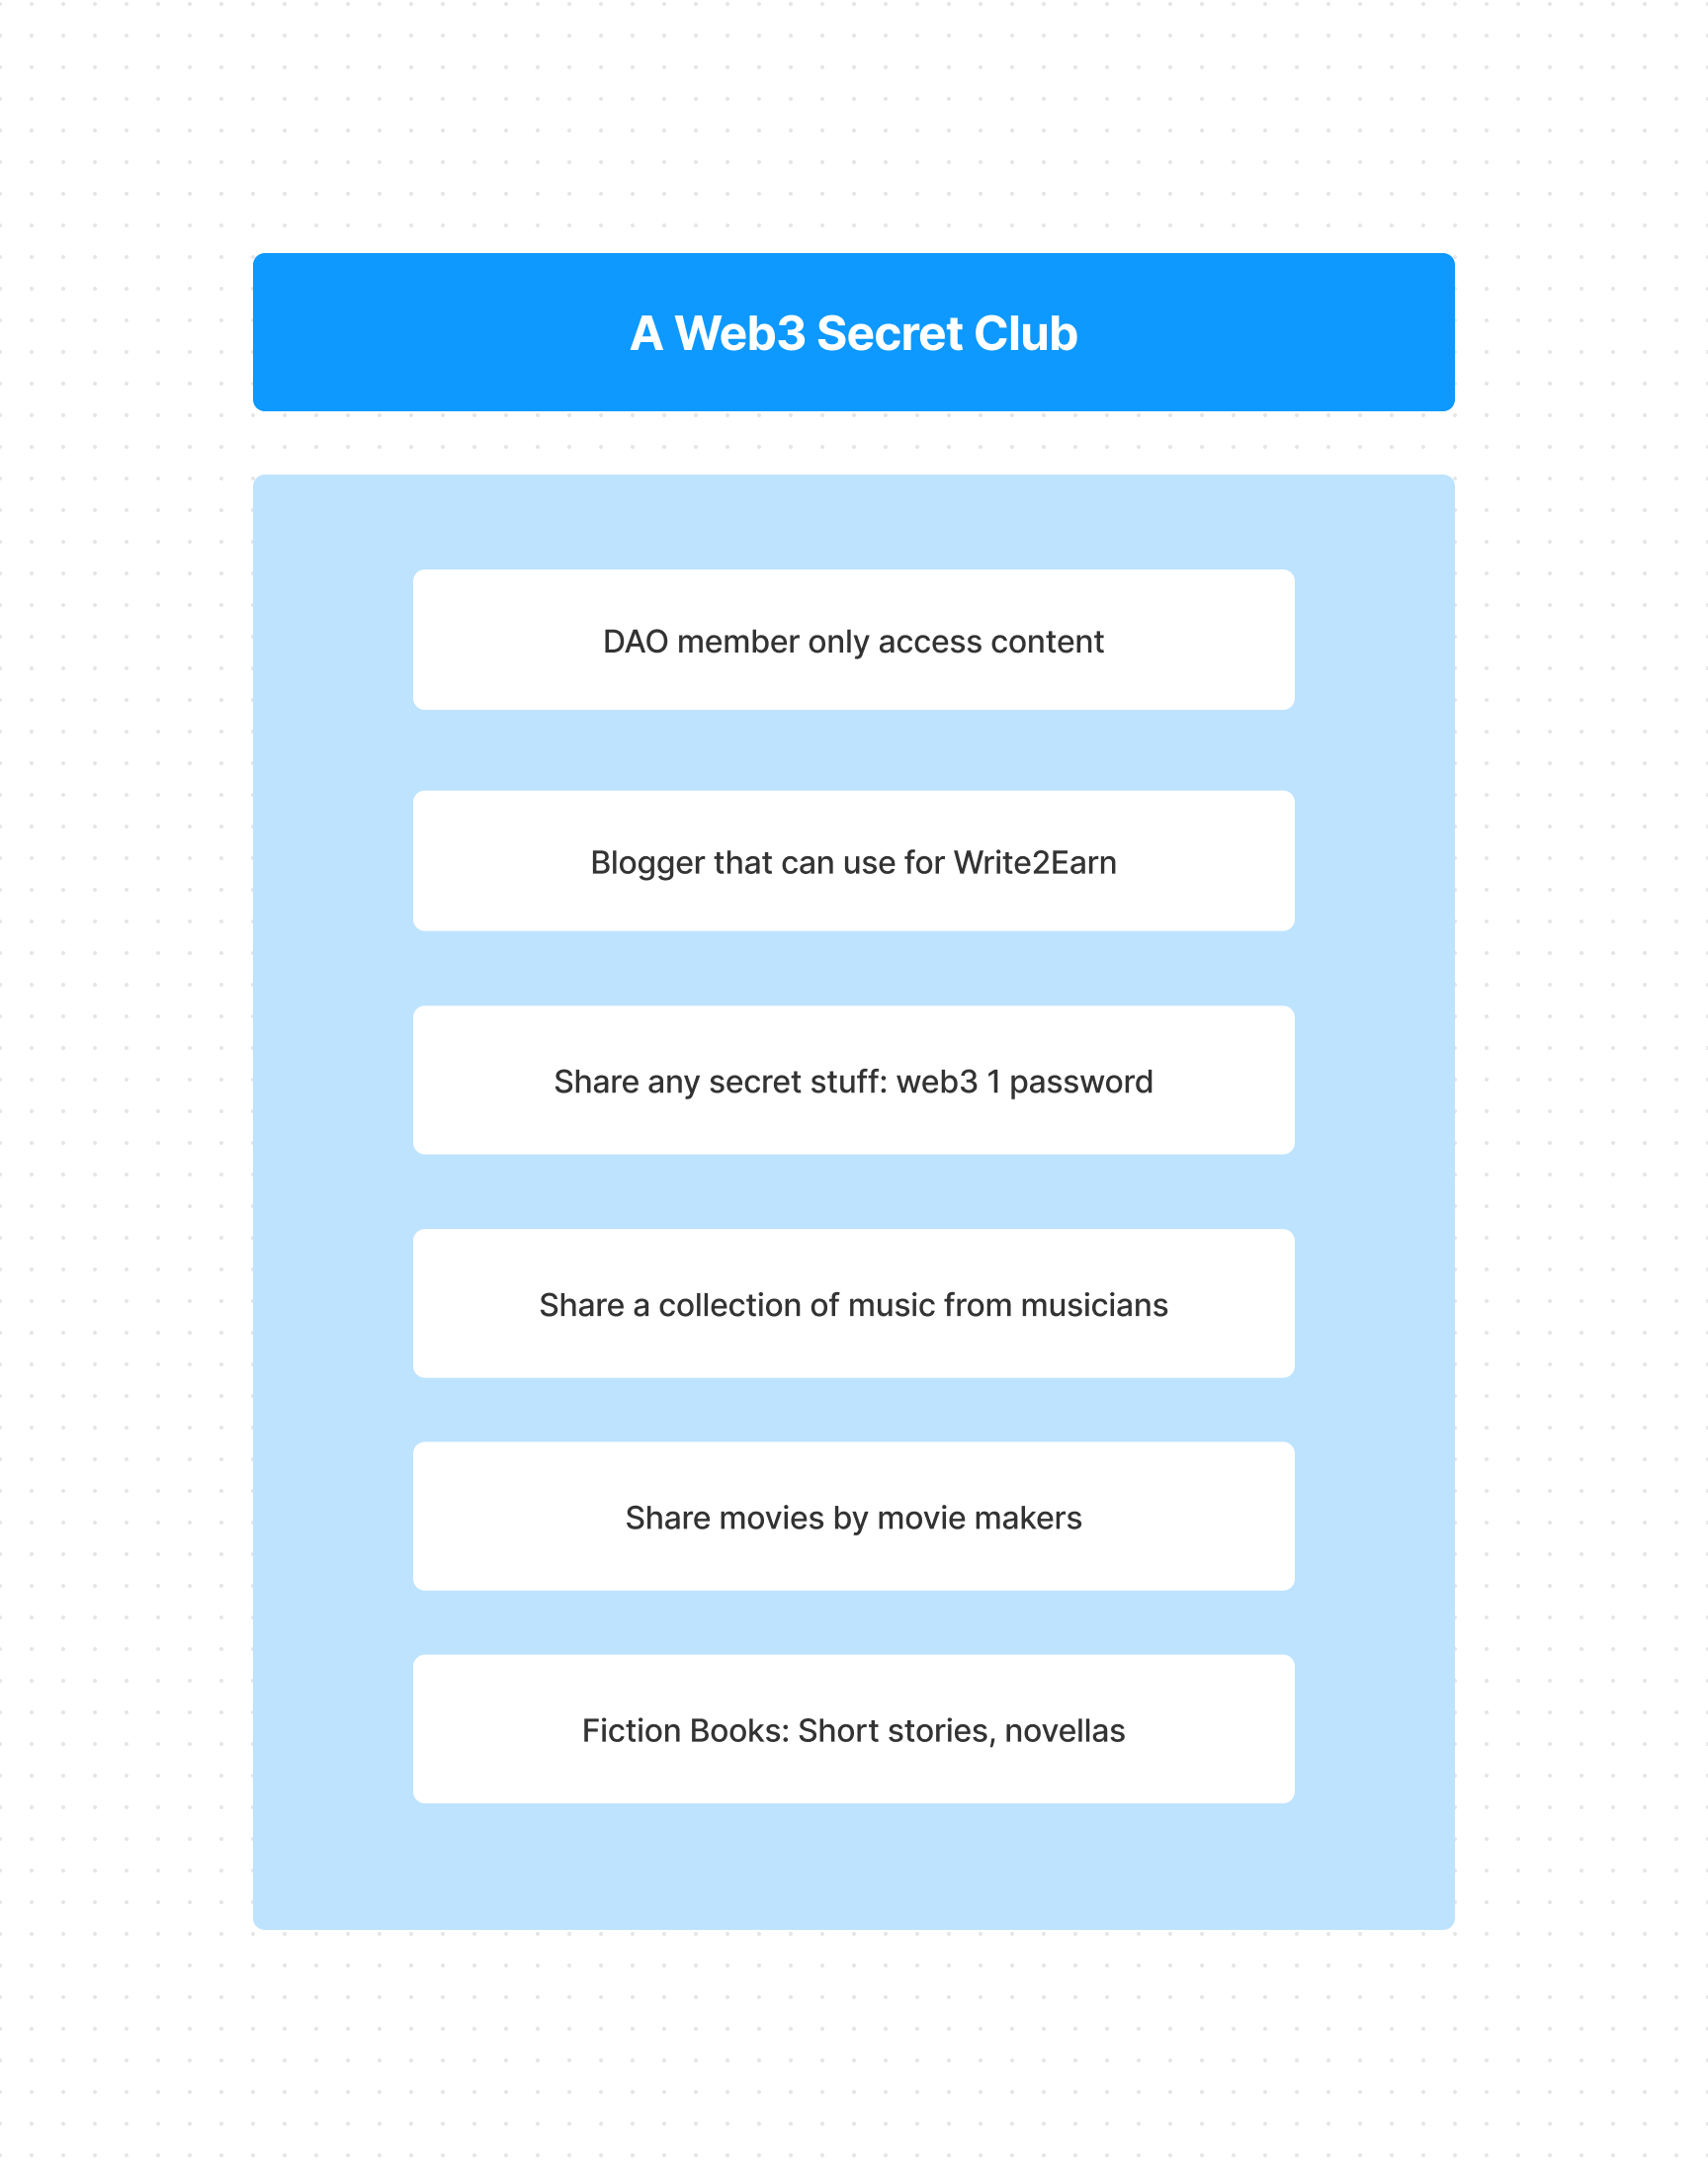 A Web3 Secret Club
DAO member only access content
Blogger that can use for Write2Earn
Share any secret stuff: web3 1 password
Share a collection of music from musicians
Share movies by movie makers
Fiction Books: Short stories, novellas